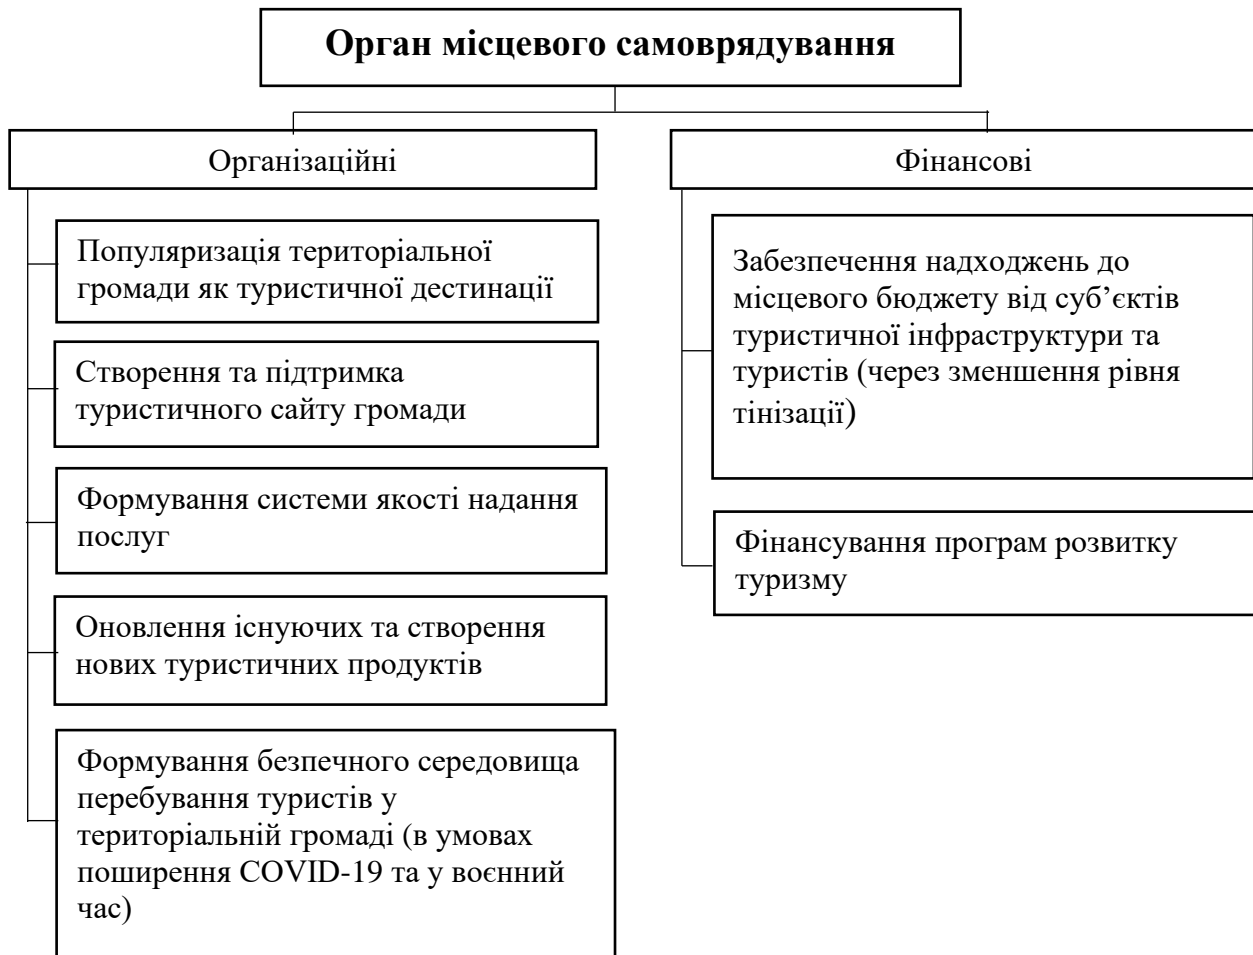 Орган місцевого самоврядування
Організаційні
Популяризація територіальної
громади як туристичної дестинації
Створення та підтримка
туристичного сайту громади
Формування системи якості надання
послуг
Оновлення існуючих та створення
нових туристичних продуктів
Формування безпечного середовища
перебування туристів у
територіальній громаді (в умовах
поширення COVID-19 та у воєнний
час)
Фінансові
Забезпечення надходжень до
місцевого бюджету від суб’єктів
туристичної інфраструктури та
туристів (через зменшення рівня
тінізації)
Фінансування програм розвитку
туризму